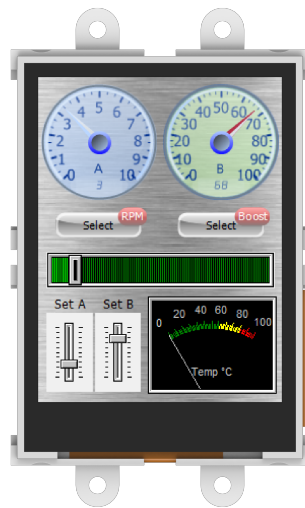 0 1 2 3 4 5 6 7 8 9 10
A
3
0 10 20 30 40 50 60 70 80 90 100
B
68
Select RPM
Select Boost
Set A Set B
0 20 40 60 80 100
Temp °C